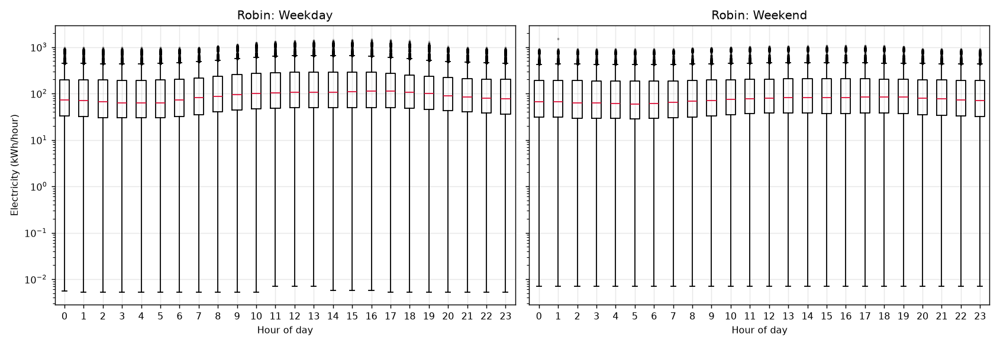 Robin: Weekday
Robin: Weekend
Electricity (kWh/hour)
10³
10²
10¹
10⁰
10⁻¹
10⁻²
0 1 2 3 4 5 6 7 8 9 10 11 12 13 14 15 16 17 18 19 20 21 22 23
0 1 2 3 4 5 6 7 8 9 10 11 12 13 14 15 16 17 18 19 20 21 22 23
Hour of day
Hour of day